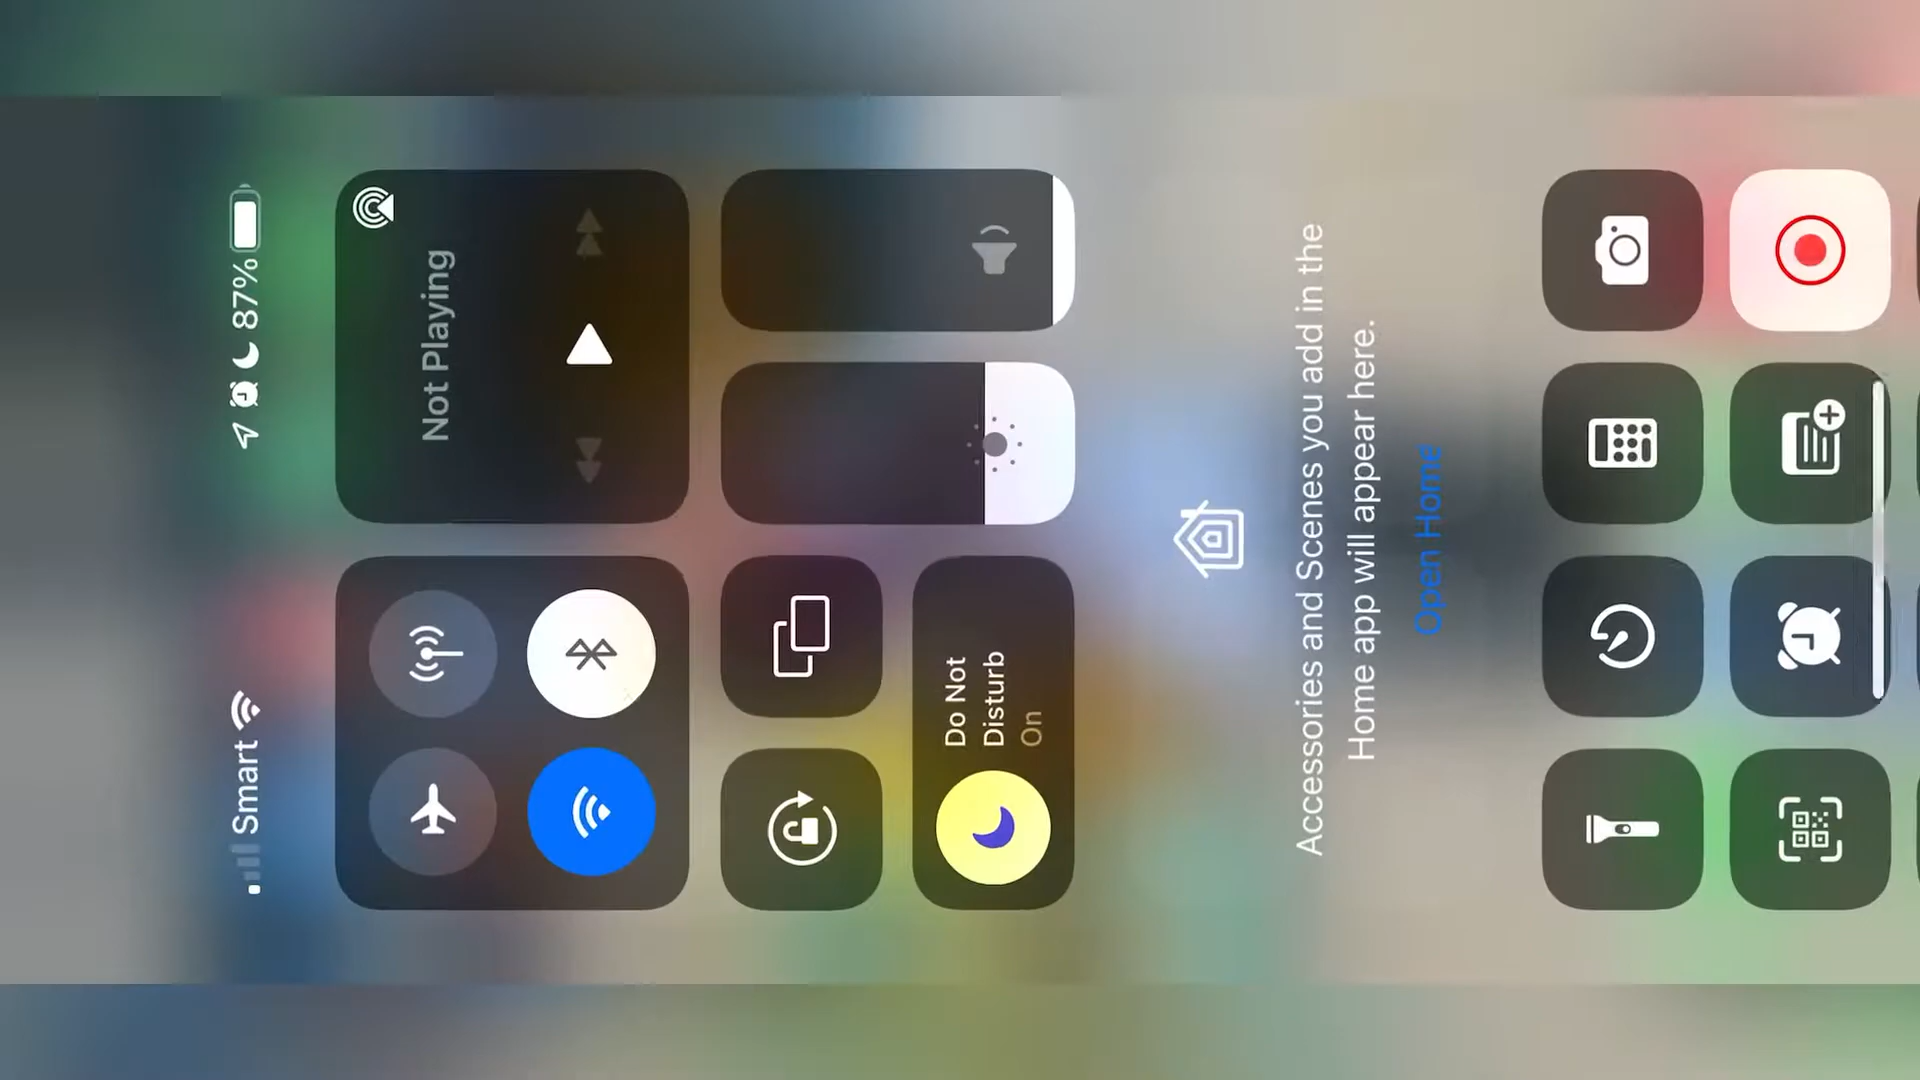 Smart
87%
Not Playing
Do Not
Disturb
On
Accessories and Scenes you add in the
Home app will appear here.
Open Home